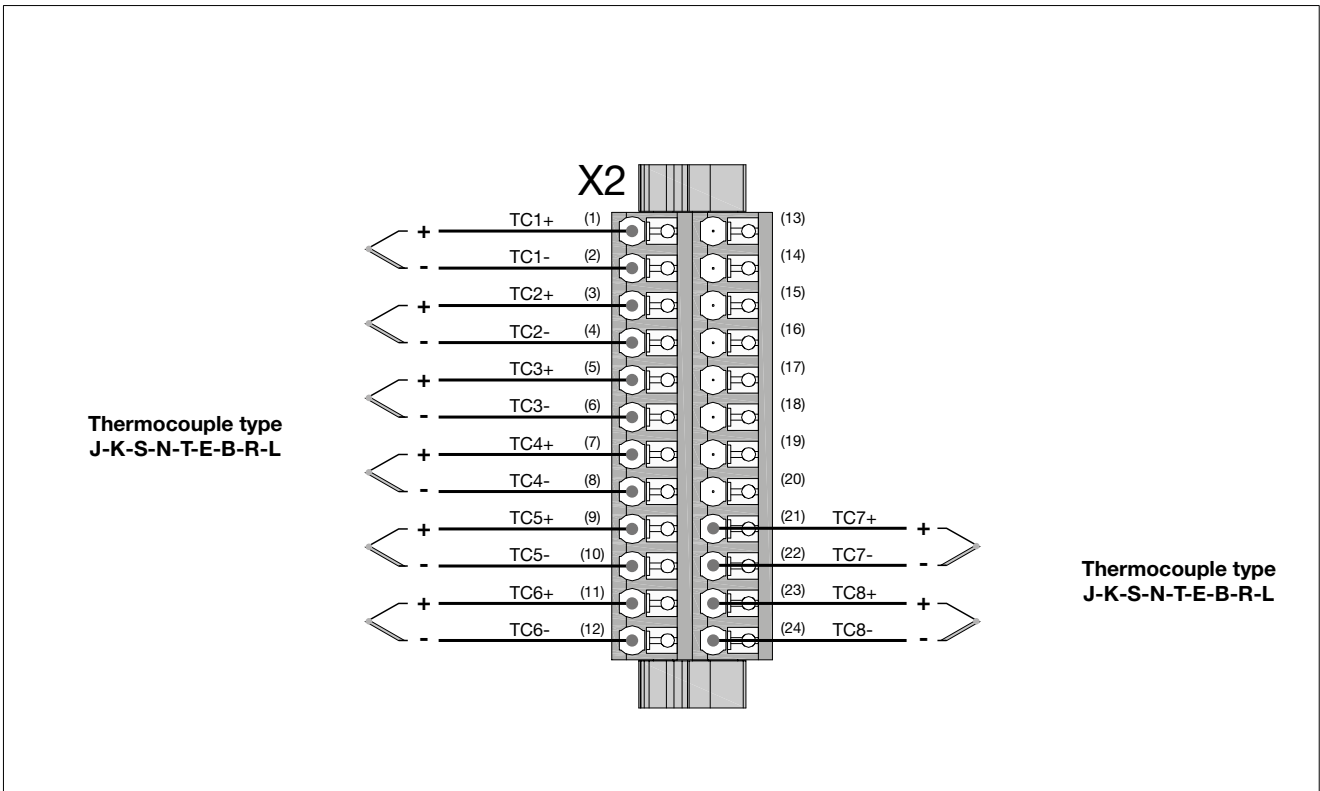 X2
TC1+ (1) (13)
+
TC1- (2) (14)
-
TC2+ (3) (15)
+
TC2- (4) (16)
-
TC3+ (5) (17)
+
TC3- (6) (18)
-
Thermocouple type
J-K-S-N-T-E-B-R-L
TC4+ (7) (19)
+
TC4- (8) (20)
-
TC5+ (9) (21) TC7+
+ +
TC5- (10) (22) TC7-
- -
Thermocouple type
J-K-S-N-T-E-B-R-L
TC6+ (11) (23) TC8+
+ +
TC6- (12) (24) TC8-
- -